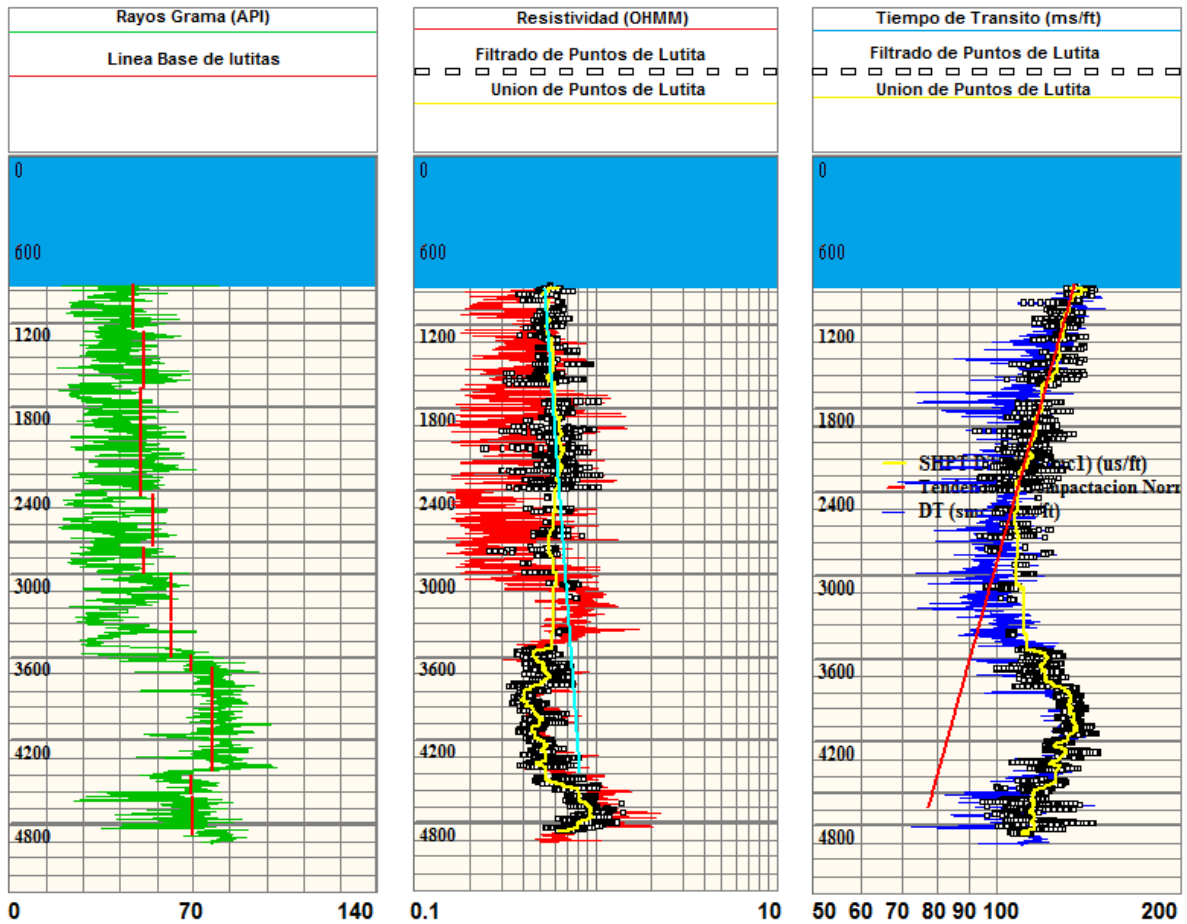 Rayos Grama (API)
Linea Base de lutitas
0
600
1200
1800
2400
3000
3600
4200
4800
0 70 140
Resistividad (OHMM)
Filtrado de Puntos de Lutita
Union de Puntos de Lutita
0
600
1200
1800
2400
3000
3600
4200
4800
0.1 10
Tiempo de Transito (ms/ft)
Filtrado de Puntos de Lutita
Union de Puntos de Lutita
0
600
1200
1800
2400
3000
3600
4200
4800
SHPT (us/ft)
Norr
DT
50 60 70 80 90 100 200